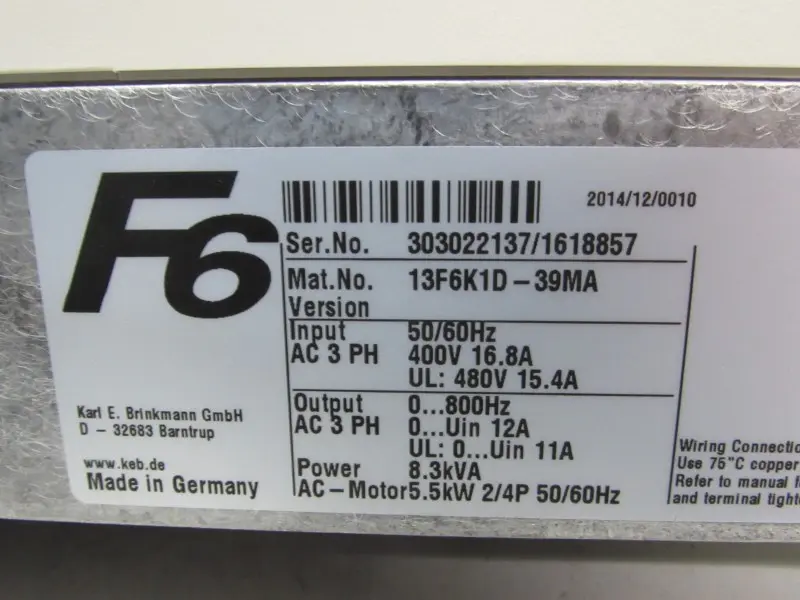 F6
2014/12/0010
Ser.No. 303022137/1618857
Mat.No. 13F6K1D-39MA
Version
Input 50/60Hz
AC 3 PH 400V 16.8A
UL: 480V 15.4A
Output 0...800Hz
AC 3 PH 0...Uin 12A
UL: 0...Uin 11A
Power 8.3kVA
AC-Motor 5.5kW 2/4P 50/60Hz
Karl E. Brinkmann GmbH
D - 32683 Barntrup
www.keb.de
Made in Germany
Wiring
Use 75°C copper
Refer to manual
and terminal